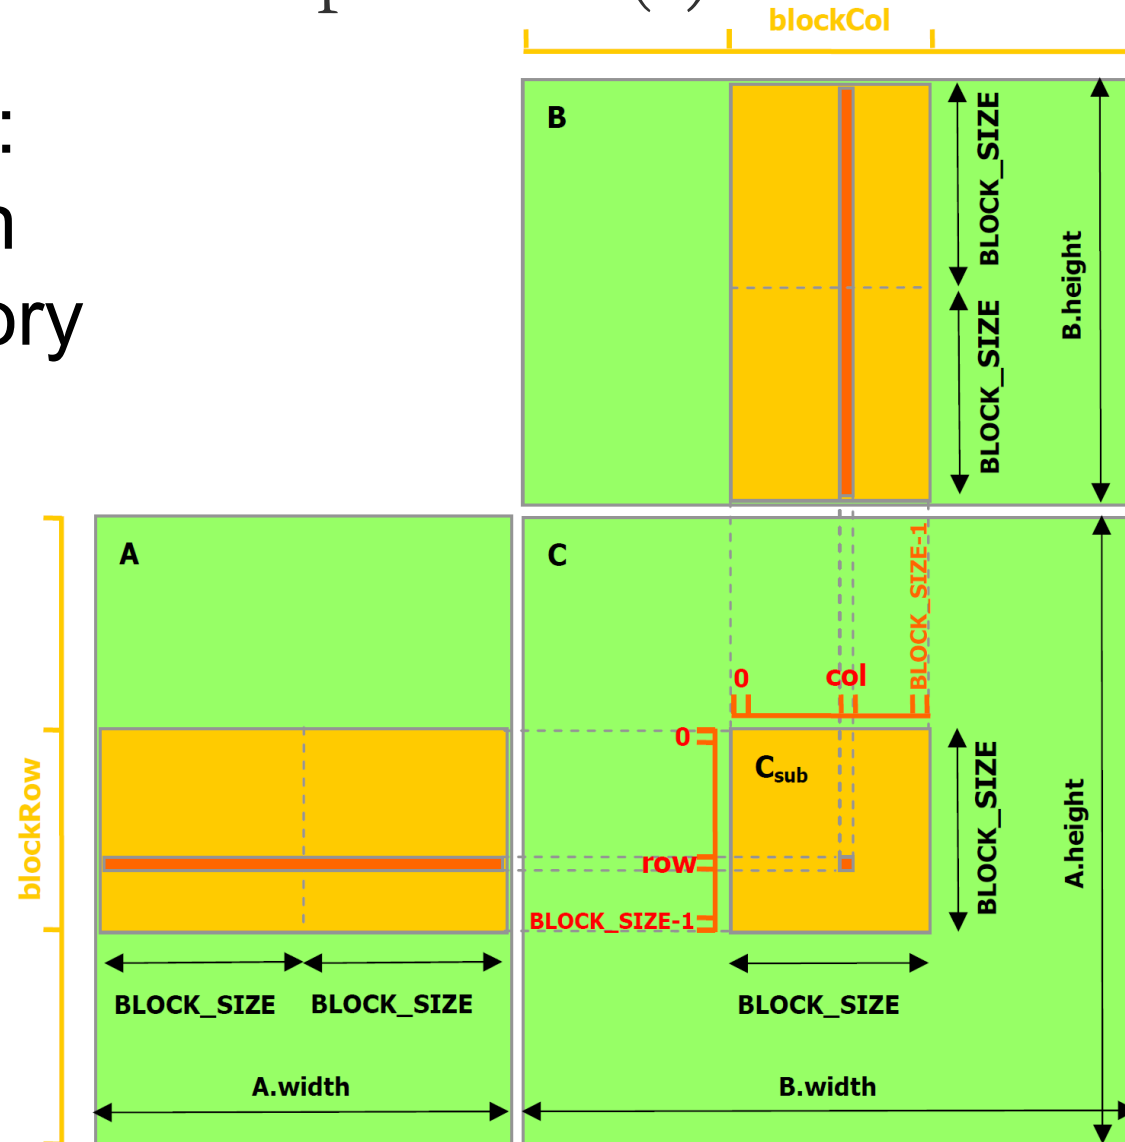 blockCol
:
B
BLOCK_SIZE
BLOCK_SIZE
B.height
ory
A
C
BLOCK_SIZE-1
0
col
0
Csub
blockRow
row
BLOCK_SIZE-1
BLOCK_SIZE
A.height
BLOCK_SIZE
BLOCK_SIZE
BLOCK_SIZE
A.width
B.width